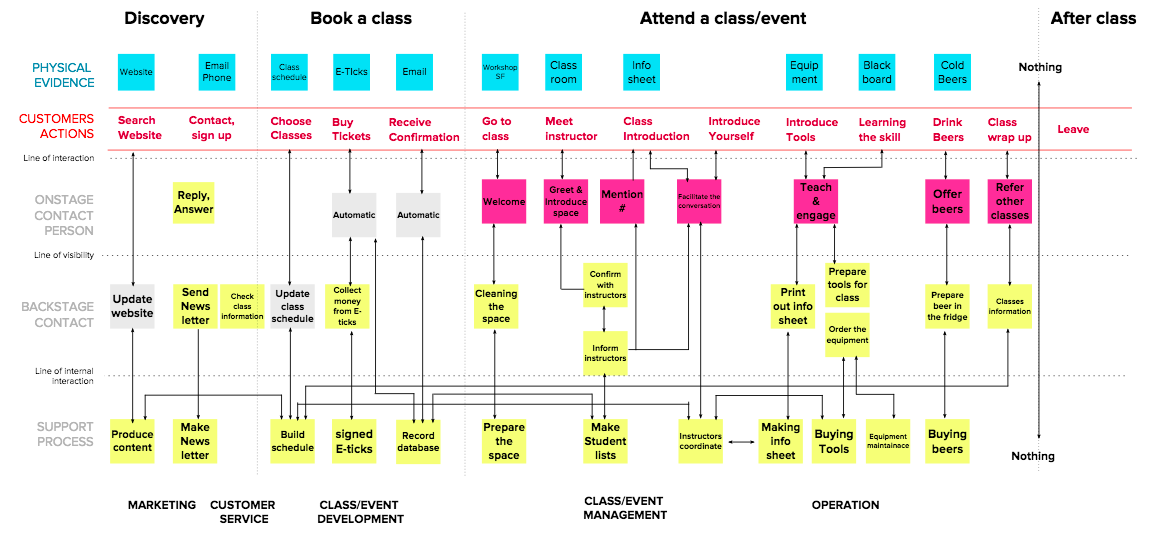 Discovery
Book a class
Attend a class/event
After class
PHYSICAL
EVIDENCE
Website
Email
Phone
Class
schedule
E-TIcks
Email
Workshop
SF
Class
room
Info
sheet
Equip
ment
Black
board
Cold
Beers
Nothing
CUSTOMERS
ACTIONS
Search
Website
Contact,
sign up
Choose
Classes
Buy
Tickets
Receive
Confirmation
Go to
class
Meet
instructor
Class
Introduction
Introduce
Yourself
Introduce
Tools
Learning
the skill
Drink
Beers
Class
wrap up
Leave
Line of interaction
ONSTAGE
CONTACT
PERSON
Reply,
Answer
Automatic
Automatic
Welcome
Greet &
Introduce
space
Mention
#
Facilitate the
conversation
Teach
&
engage
Offer
beers
Refer
other
classes
Line of visibility
BACKSTAGE
CONTACT
Update
website
Send
News
letter
Check
class
information
Update
class
schedule
Collect
money
from E-
ticks
Cleaning
the
space
Confirm
with
instructors
Inform
instructors
Print
out info
sheet
Prepare
tools for
class
Order the
equipment
Prepare
beer in
the fridge
Classes
information
Line of internal
interaction
SUPPORT
PROCESS
Produce
content
Make
News
letter
Build
schedule
signed
E-ticks
Record
database
Prepare
the
space
Make
Student
lists
Instructors
coordinate
Making
info
sheet
Buying
Tools
Equipment
maintainace
Buying
beers
Nothing
MARKETING
CUSTOMER
SERVICE
CLASS/EVENT
DEVELOPMENT
CLASS/EVENT
MANAGEMENT
OPERATION